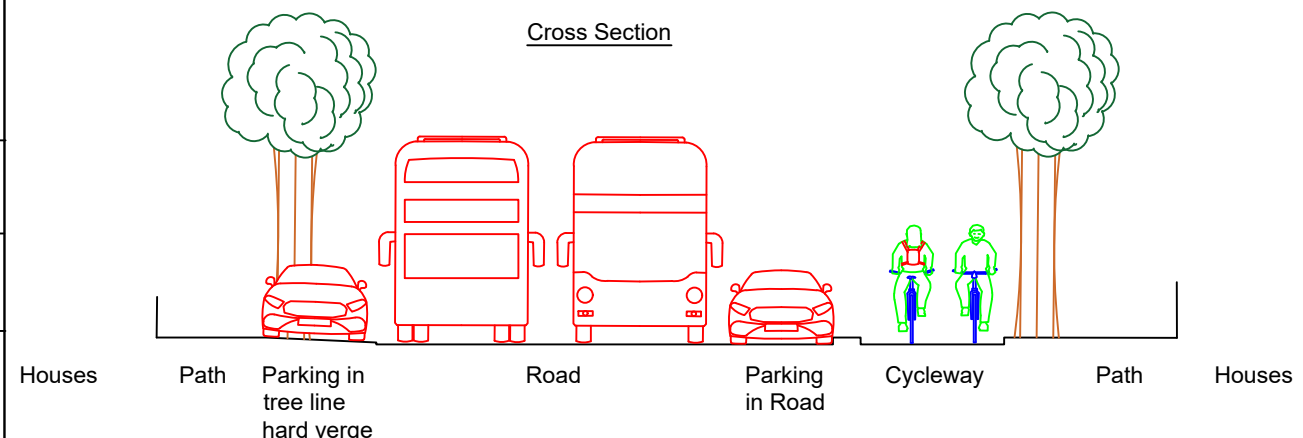 Cross Section
Houses
Path
Parking in
tree line
hard verge
Road
Parking
in Road
Cycleway
Path
Houses